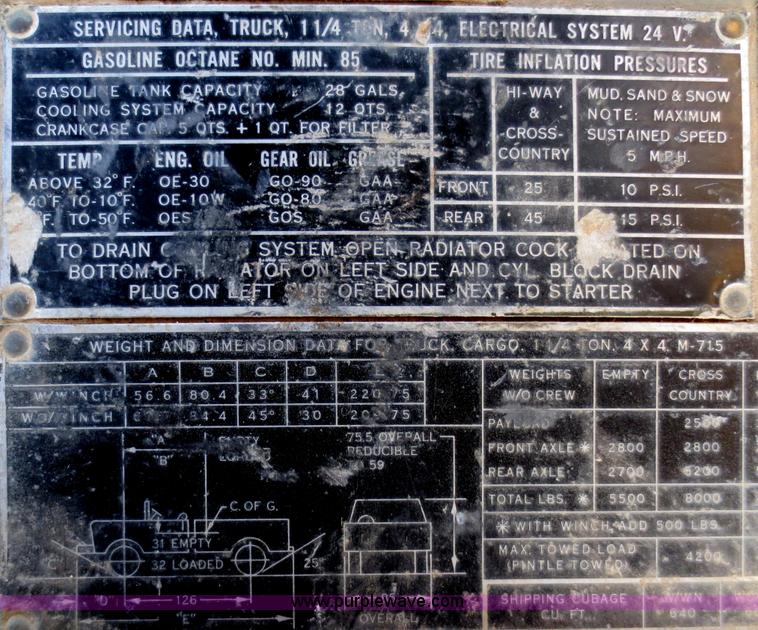 SERVICING DATA, TRUCK, 1 1/4 TON, 4, ELECTRICAL SYSTEM 24 V.
GASOLINE OCTANE NO. MIN. 85
GASOLINE TANK CAPACITY 28 GALS.
COOLING SYSTEM CAPACITY 12 QTS.
CRANKCASE CAP. 5 QTS. + 1 QT. FOR FILTER
TEMP ENG. OIL GEAR OIL GREASE
ABOVE 32°F. OE-30 GO-90 GAA
40°F. TO-10°F. OE-10W GO-80 GAA
°F. TO-50°F. OES GOS GAA
TIRE INFLATION PRESSURES
HI-WAY & CROSS-COUNTRY
MUD, SAND & SNOW
NOTE: MAXIMUM
SUSTAINED SPEED
5 M.P.H.
FRONT 25 10 P.S.I.
REAR 45 15 P.S.I.
TO DRAIN SYSTEM OPEN RADIATOR COCK ON
BOTTOM OF RADIATOR ON LEFT SIDE AND CYL. BLOCK DRAIN
PLUG ON LEFT SIDE OF ENGINE NEXT TO STARTER
WEIGHT AND DIMENSION DATA FOR TRUCK, CARGO, 1 1/4 TON, 4 X 4, M-715
A B C D
W/WINCH 56.6 80.4 33° 41 220.75
WO/WINCH 45° 30
"A" EMPTY
"B" LOADED
75.5 OVERALL
REDUCIBLE
59
C. OF G.
31 EMPTY
32 LOADED
"C" 25
"D" 126
"E"
OVERALL
WEIGHTS EMPTY CROSS
W/O CREW COUNTRY
PAYLOAD 2500
FRONT AXLE * 2800 2800
REAR AXLE 2700 5200
TOTAL LBS. * 5500 8000
* WITH WINCH, ADD 500 LBS.
MAX. TOWED LOAD
(PINTLE TOWED) 4200
SHIPPING CUBAGE W/WN
CU. FT. 640
www.purplewave.com